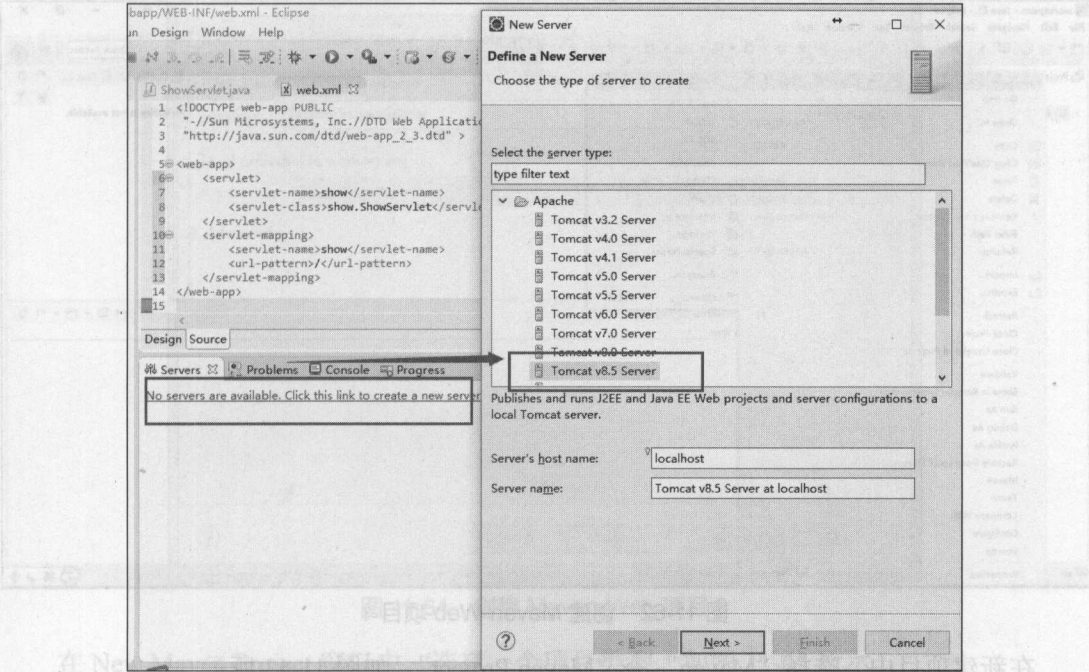 bapp/WEB-INF/web.xml - Eclipse
Design Window Help
ShowServlet.java
web.xml
1 <!DOCTYPE web-app PUBLIC
2 "-//Sun Microsystems, Inc.//DTD Web Applicatio
3 "http://java.sun.com/dtd/web-app_2_3.dtd" >
4
5 <web-app>
6 <servlet>
7 <servlet-name>show</servlet-name>
8 <servlet-class>show.ShowServlet</servle
9 </servlet>
10 <servlet-mapping>
11 <servlet-name>show</servlet-name>
12 <url-pattern>/</url-pattern>
13 </servlet-mapping>
14 </web-app>
15
Design Source
Servers Problems Console Progress
No servers are available. Click this link to create a new server
New Server
Define a New Server
Choose the type of server to create
Select the server type:
type filter text
Apache
Tomcat v3.2 Server
Tomcat v4.0 Server
Tomcat v4.1 Server
Tomcat v5.0 Server
Tomcat v5.5 Server
Tomcat v6.0 Server
Tomcat v7.0 Server
Tomcat v8.0 Server
Tomcat v8.5 Server
Publishes and runs J2EE and Java EE Web projects and server configurations to a
local Tomcat server.
Server's host name: localhost
Server name: Tomcat v8.5 Server at localhost
< Back Next > Finish Cancel